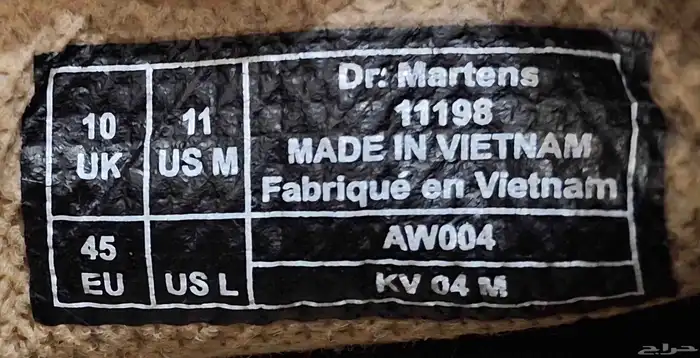 10
UK
11
US M
Dr. Martens
11198
MADE IN VIETNAM
Fabriqué en Vietnam
45
EU
US L
AW004
KV 04 M
حراج